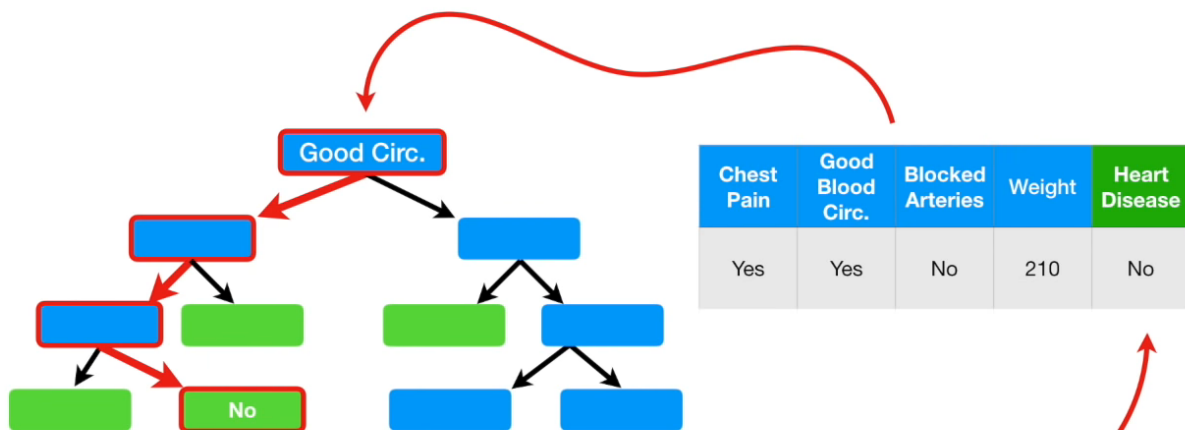 Good Circ.
No
Chest
Pain
Good
Blood
Circ.
Blocked
Arteries
Weight
Heart
Disease
Yes
Yes
No
210
No